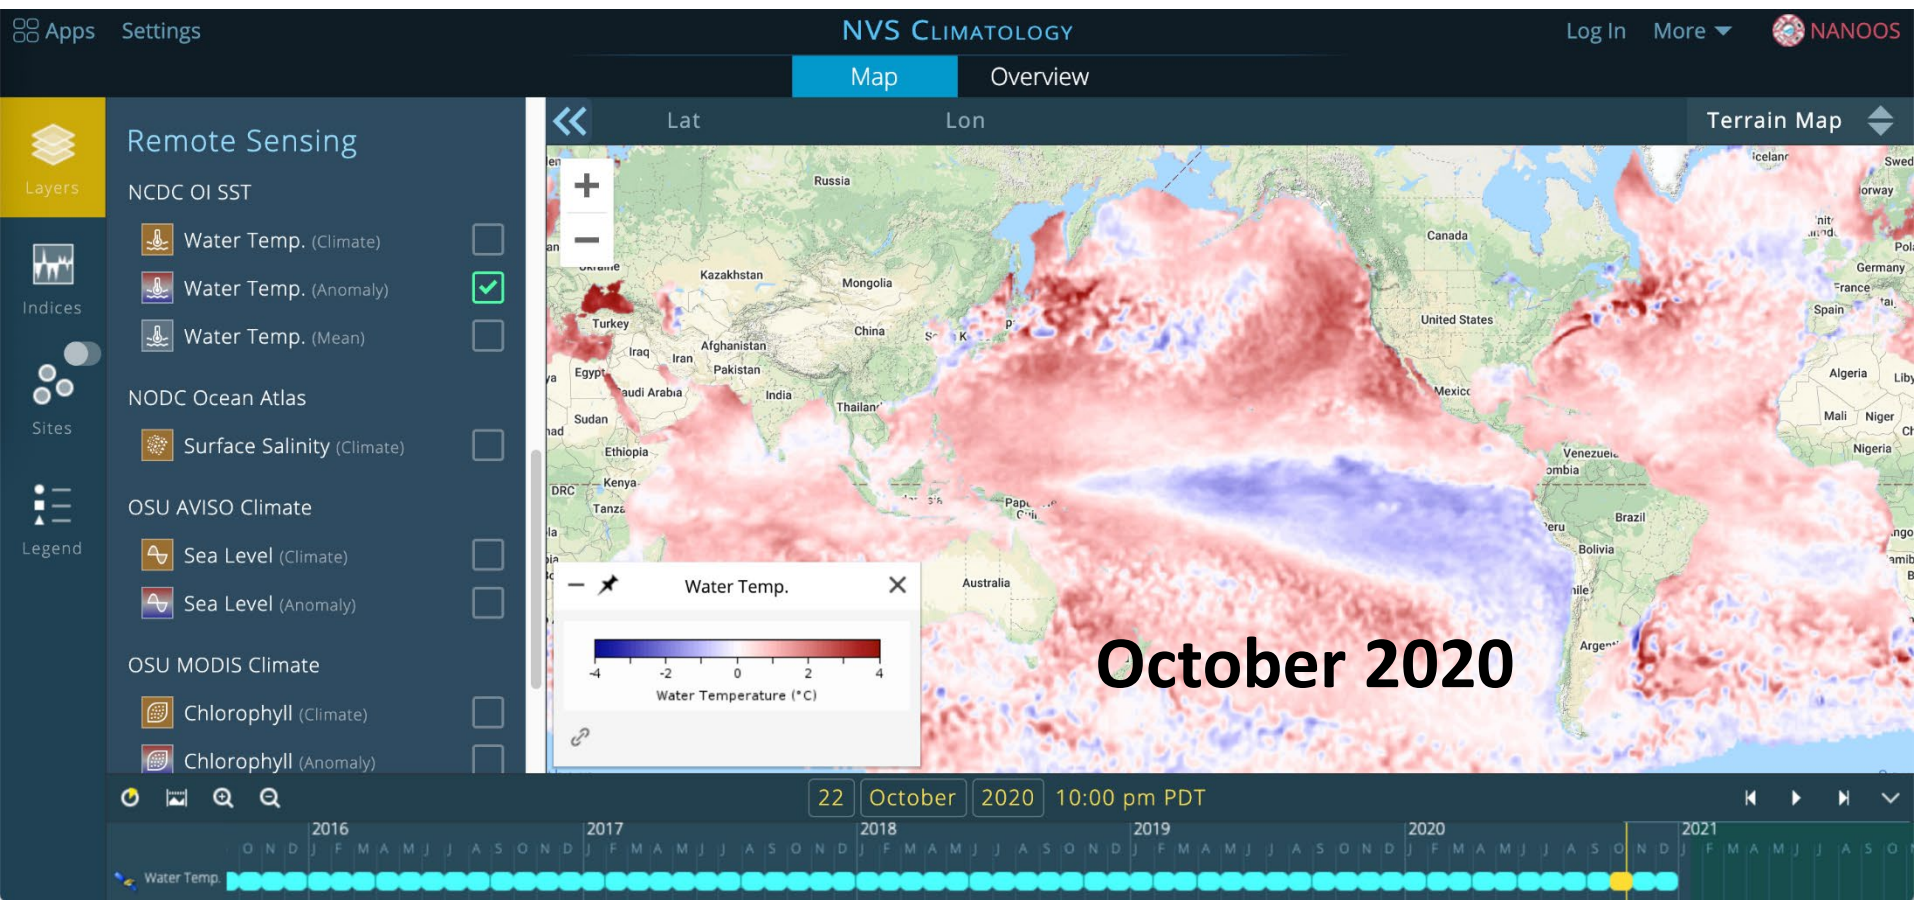 Apps Settings NVS CLIMATOLOGY Log In More NANOOS
Map Overview
Lat Lon Terrain Map
Layers
Indices
Sites
Legend
Remote Sensing
NCDC OI SST
Water Temp. (Climate)
Water Temp. (Anomaly)
Water Temp. (Mean)
NODC Ocean Atlas
Surface Salinity (Climate)
OSU AVISO Climate
Sea Level (Climate)
Sea Level (Anomaly)
OSU MODIS Climate
Chlorophyll (Climate)
Chlorophyll (Anomaly)
Russia
Canada
Germany
France
Kazakhstan
Mongolia
Spain
United States
Turkey
China
Iraq
Afghanistan
Iran
Pakistan
Egypt
India
Mexico
Algeria
Sudan
Mali
Niger
Ethiopia
Nigeria
Kenya
DRC
Brazil
Bolivia
Australia
Water Temp.
-4 -2 0 2 4
Water Temperature (°C)
October 2020
22 October 2020 10:00 pm PDT
2016 2017 2018 2019 2020 2021
O N D J F M A M J J A S O N D J F M A M J J A S O N D J F M A M J J A S O N D J F M A M J J A S O N D J F M A M J J A S O N D J F M A M J J A S O
Water Temp.